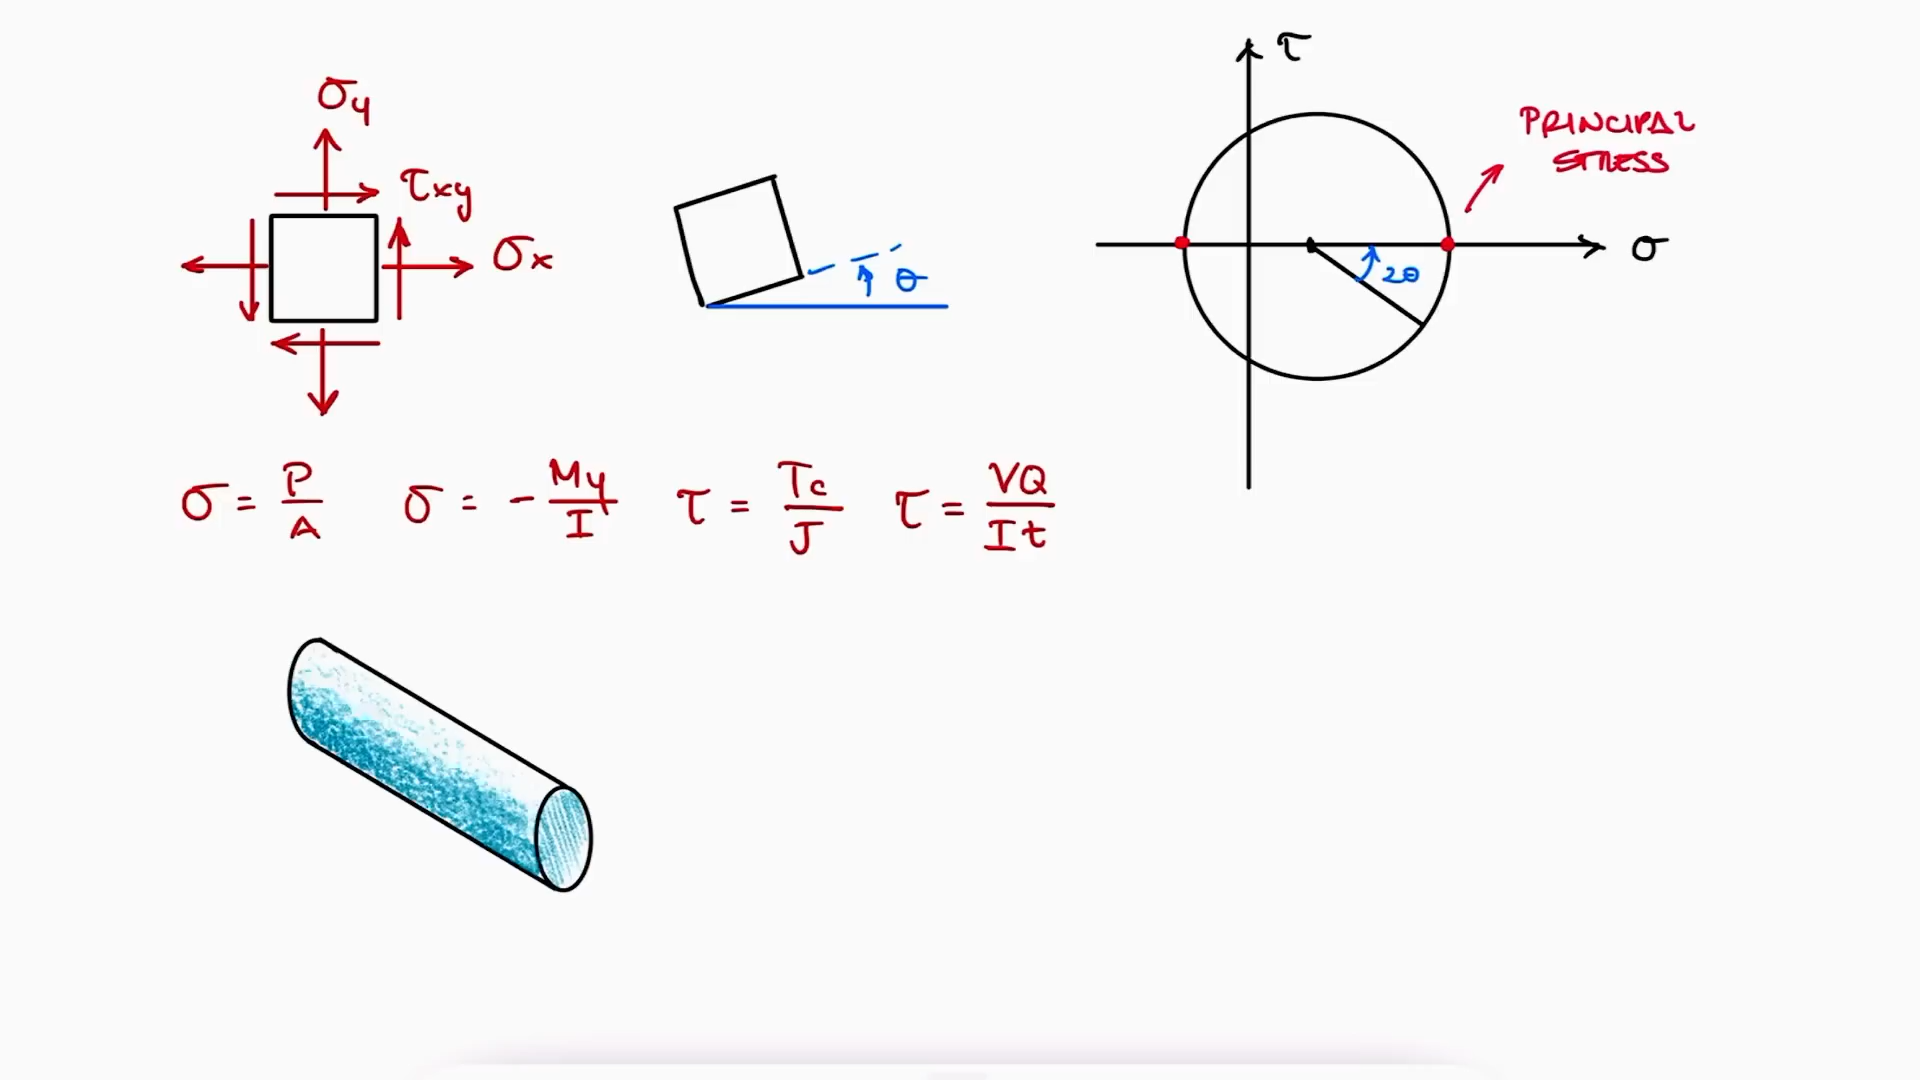 σy
τxy
σx
θ
τ
PRINCIPAL
STRESS
σ
2θ
σ = P/A
σ = - My/I
τ = Tc/J
τ = VQ/It